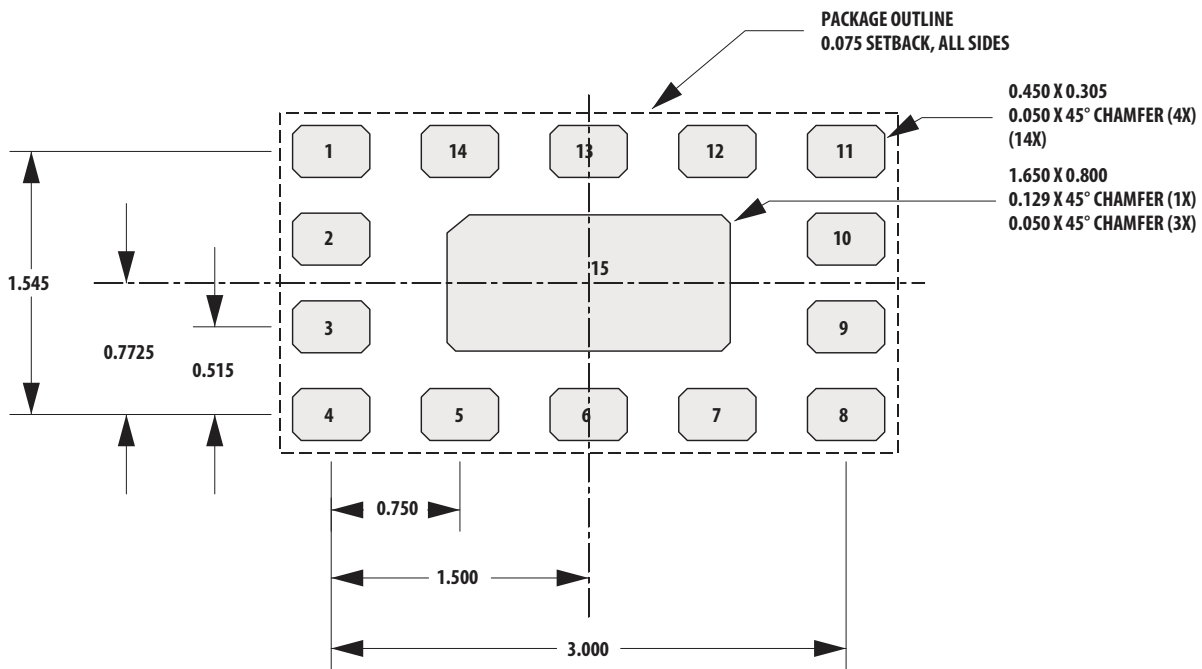 PACKAGE OUTLINE
0.075 SETBACK, ALL SIDES
0.450 X 0.305
0.050 X 45° CHAMFER (4X)
(14X)
1.650 X 0.800
0.129 X 45° CHAMFER (1X)
0.050 X 45° CHAMFER (3X)
1
14
13
12
11
2
10
15
1.545
3
9
0.7725
0.515
4
5
6
7
8
0.750
1.500
3.000